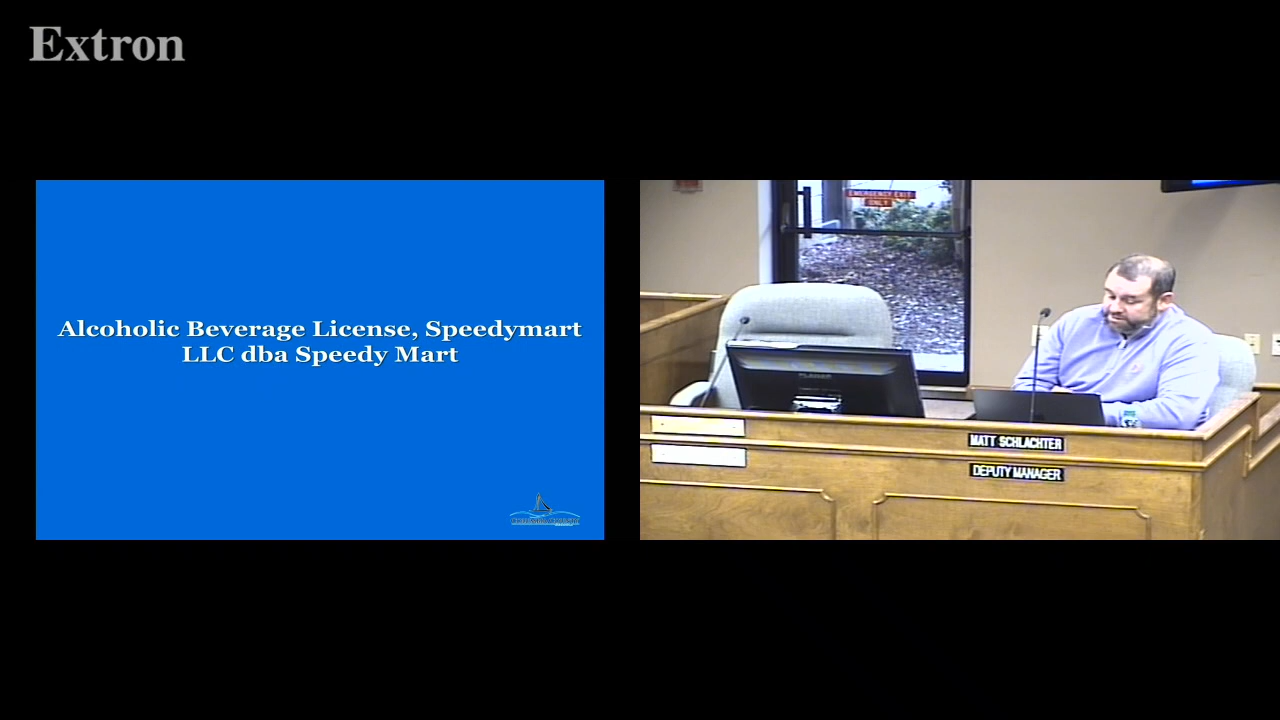 Extron
Alcoholic Beverage License, Speedymart
LLC dba Speedy Mart
EMERGENCY EXIT
ONLY
MATT SCHLACHTER
DEPUTY MANAGER